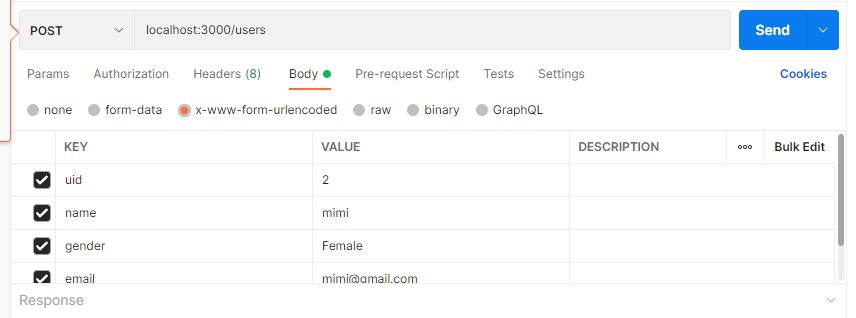 POST localhost:3000/users Send
Params Authorization Headers (8) Body Pre-request Script Tests Settings Cookies
none form-data x-www-form-urlencoded raw binary GraphQL
KEY VALUE DESCRIPTION ooo Bulk Edit
uid 2
name mimi
gender Female
email mimi@gmail.com
Response